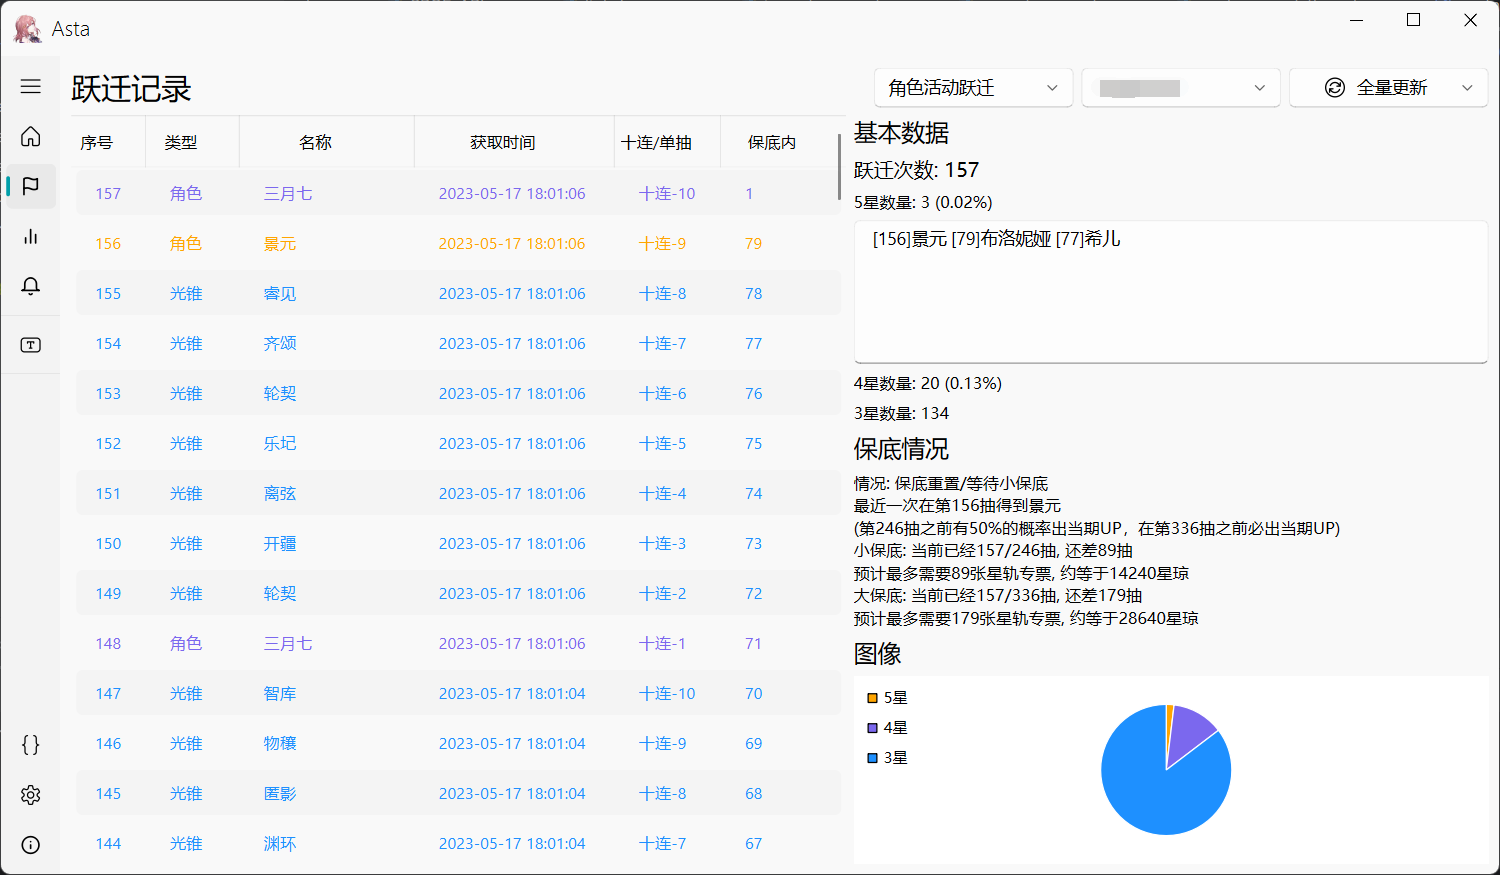 Asta
跃迁记录
角色活动跃迁
全量更新
序号 类型 名称 获取时间 十连/单抽 保底内
157 角色 三月七 2023-05-17 18:01:06 十连-10 1
156 角色 景元 2023-05-17 18:01:06 十连-9 79
155 光锥 睿见 2023-05-17 18:01:06 十连-8 78
154 光锥 齐颂 2023-05-17 18:01:06 十连-7 77
153 光锥 轮契 2023-05-17 18:01:06 十连-6 76
152 光锥 乐圮 2023-05-17 18:01:06 十连-5 75
151 光锥 离弦 2023-05-17 18:01:06 十连-4 74
150 光锥 开疆 2023-05-17 18:01:06 十连-3 73
149 光锥 轮契 2023-05-17 18:01:06 十连-2 72
148 角色 三月七 2023-05-17 18:01:06 十连-1 71
147 光锥 智库 2023-05-17 18:01:04 十连-10 70
146 光锥 物穰 2023-05-17 18:01:04 十连-9 69
145 光锥 匿影 2023-05-17 18:01:04 十连-8 68
144 光锥 渊环 2023-05-17 18:01:04 十连-7 67
基本数据
跃迁次数: 157
5星数量: 3 (0.02%)
[156]景元 [79]布洛妮娅 [77]希儿
4星数量: 20 (0.13%)
3星数量: 134
保底情况
情况: 保底重置/等待小保底
最近一次在第156抽得到景元
(第246抽之前有50%的概率出当期UP，在第336抽之前必出当期UP)
小保底: 当前已经157/246抽, 还差89抽
预计最多需要89张星轨专票, 约等于14240星琼
大保底: 当前已经157/336抽, 还差179抽
预计最多需要179张星轨专票, 约等于28640星琼
图像
5星
4星
3星